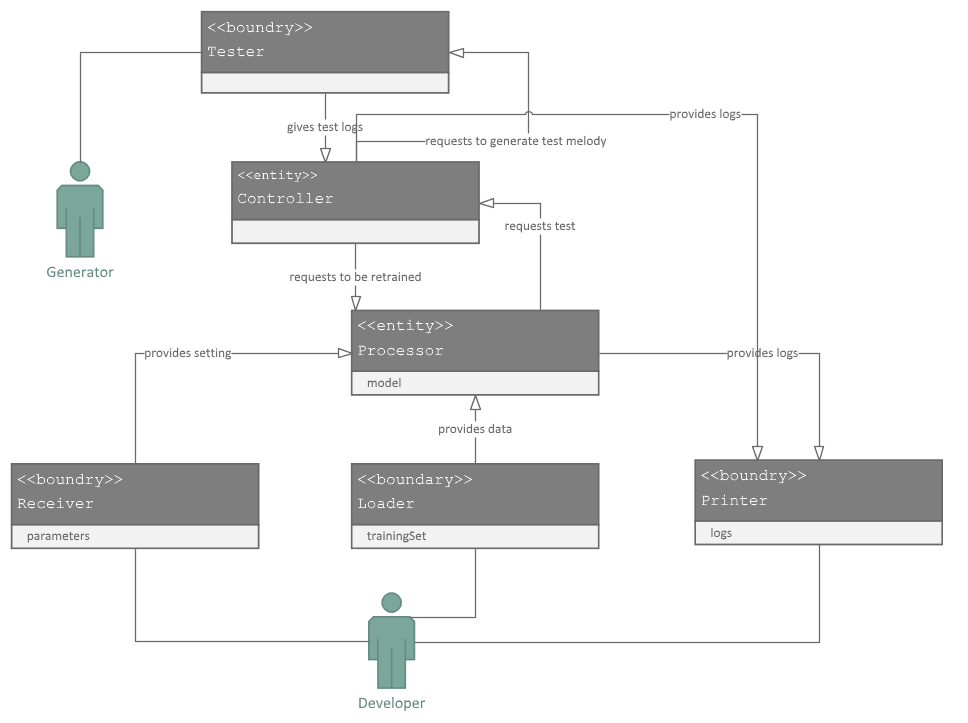 <<boundry>>
Tester
gives test logs
provides logs
requests to generate test melody
<<entity>>
Controller
requests test
Generator
requests to be retrained
<<entity>>
Processor
model
provides setting
provides logs
provides data
<<boundry>>
Receiver
parameters
<<boundary>>
Loader
trainingSet
<<boundry>>
Printer
logs
Developer